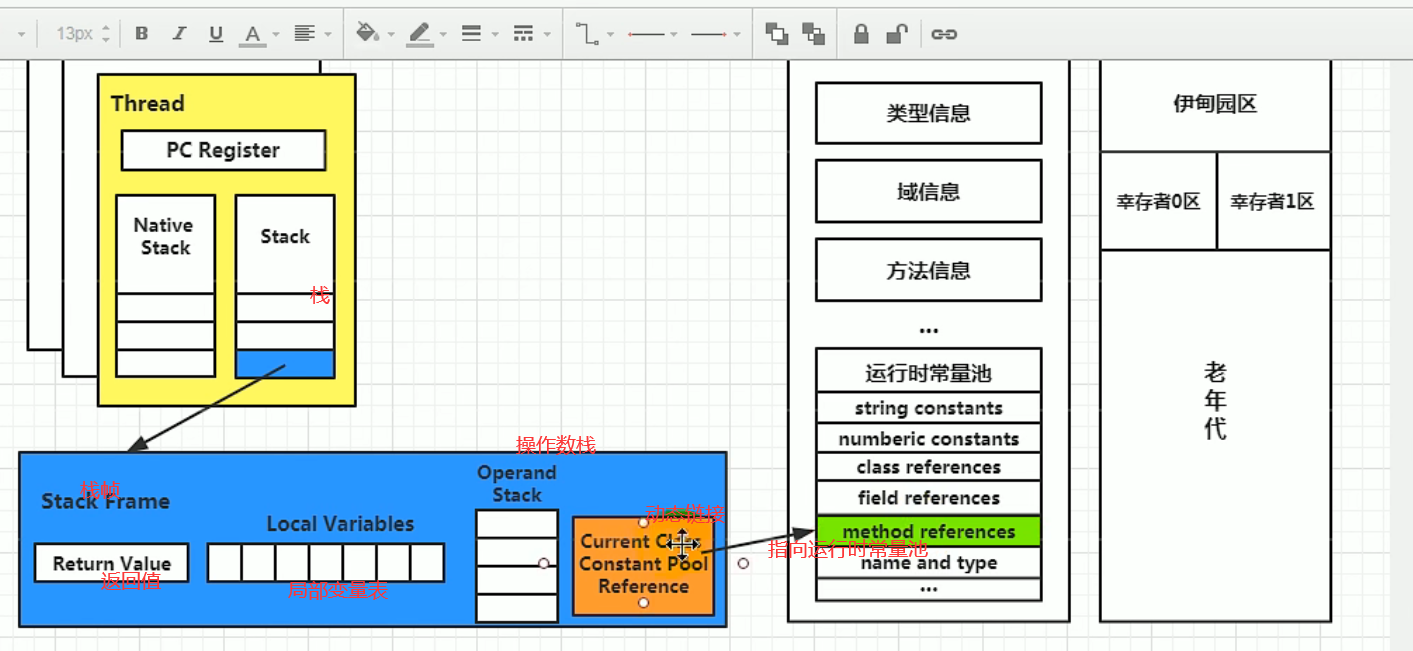 13px B I U A
Thread
PC Register
Native
Stack
Stack
栈
Stack Frame
栈帧
Return Value
返回值
Local Variables
局部变量表
操作数栈
Operand
Stack
动态链接
Current
Constant Pool
Reference
指向运行时常量池
类型信息
域信息
方法信息
...
运行时常量池
string constants
numberic constants
class references
field references
method references
name and type
...
伊甸园区
幸存者0区
幸存者1区
老
年
代